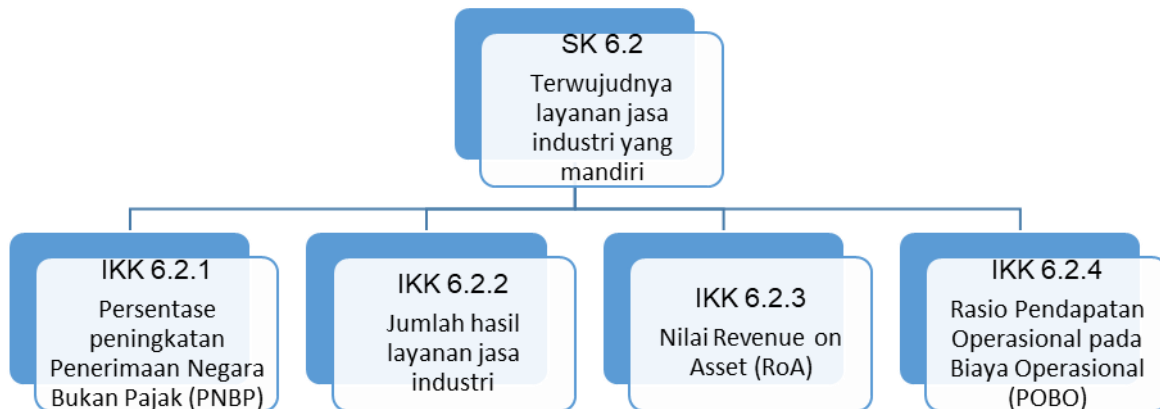 SK 6.2
Terwujudnya
layanan jasa
industri yang
mandiri
IKK 6.2.1
Persentase
peningkatan
Penerimaan Negara
Bukan Pajak (PNBP)
IKK 6.2.2
Jumlah hasil
layanan jasa
industri
IKK 6.2.3
Nilai Revenue on
Asset (RoA)
IKK 6.2.4
Rasio Pendapatan
Operasional pada
Biaya Operasional
(POBO)